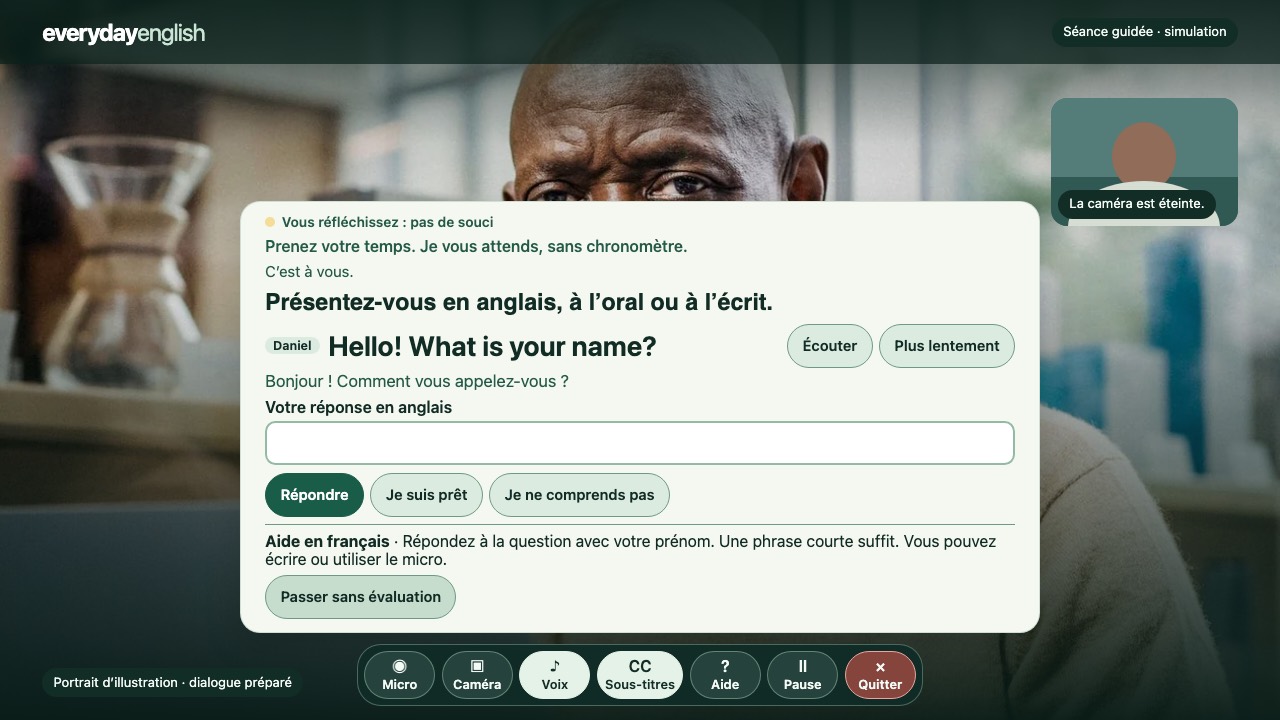 everydayenglish
Séance guidée · simulation
La caméra est éteinte.
Vous réfléchissez : pas de souci
Prenez votre temps. Je vous attends, sans chronomètre.
C’est à vous.
Présentez-vous en anglais, à l’oral ou à l’écrit.
Daniel Hello! What is your name?
Écouter
Plus lentement
Bonjour ! Comment vous appelez-vous ?
Votre réponse en anglais
Répondre
Je suis prêt
Je ne comprends pas
Aide en français · Répondez à la question avec votre prénom. Une phrase courte suffit. Vous pouvez
écrire ou utiliser le micro.
Passer sans évaluation
Portrait d’illustration · dialogue préparé
Micro
Caméra
Voix
CC
Sous-titres
?
Aide
Pause
×
Quitter